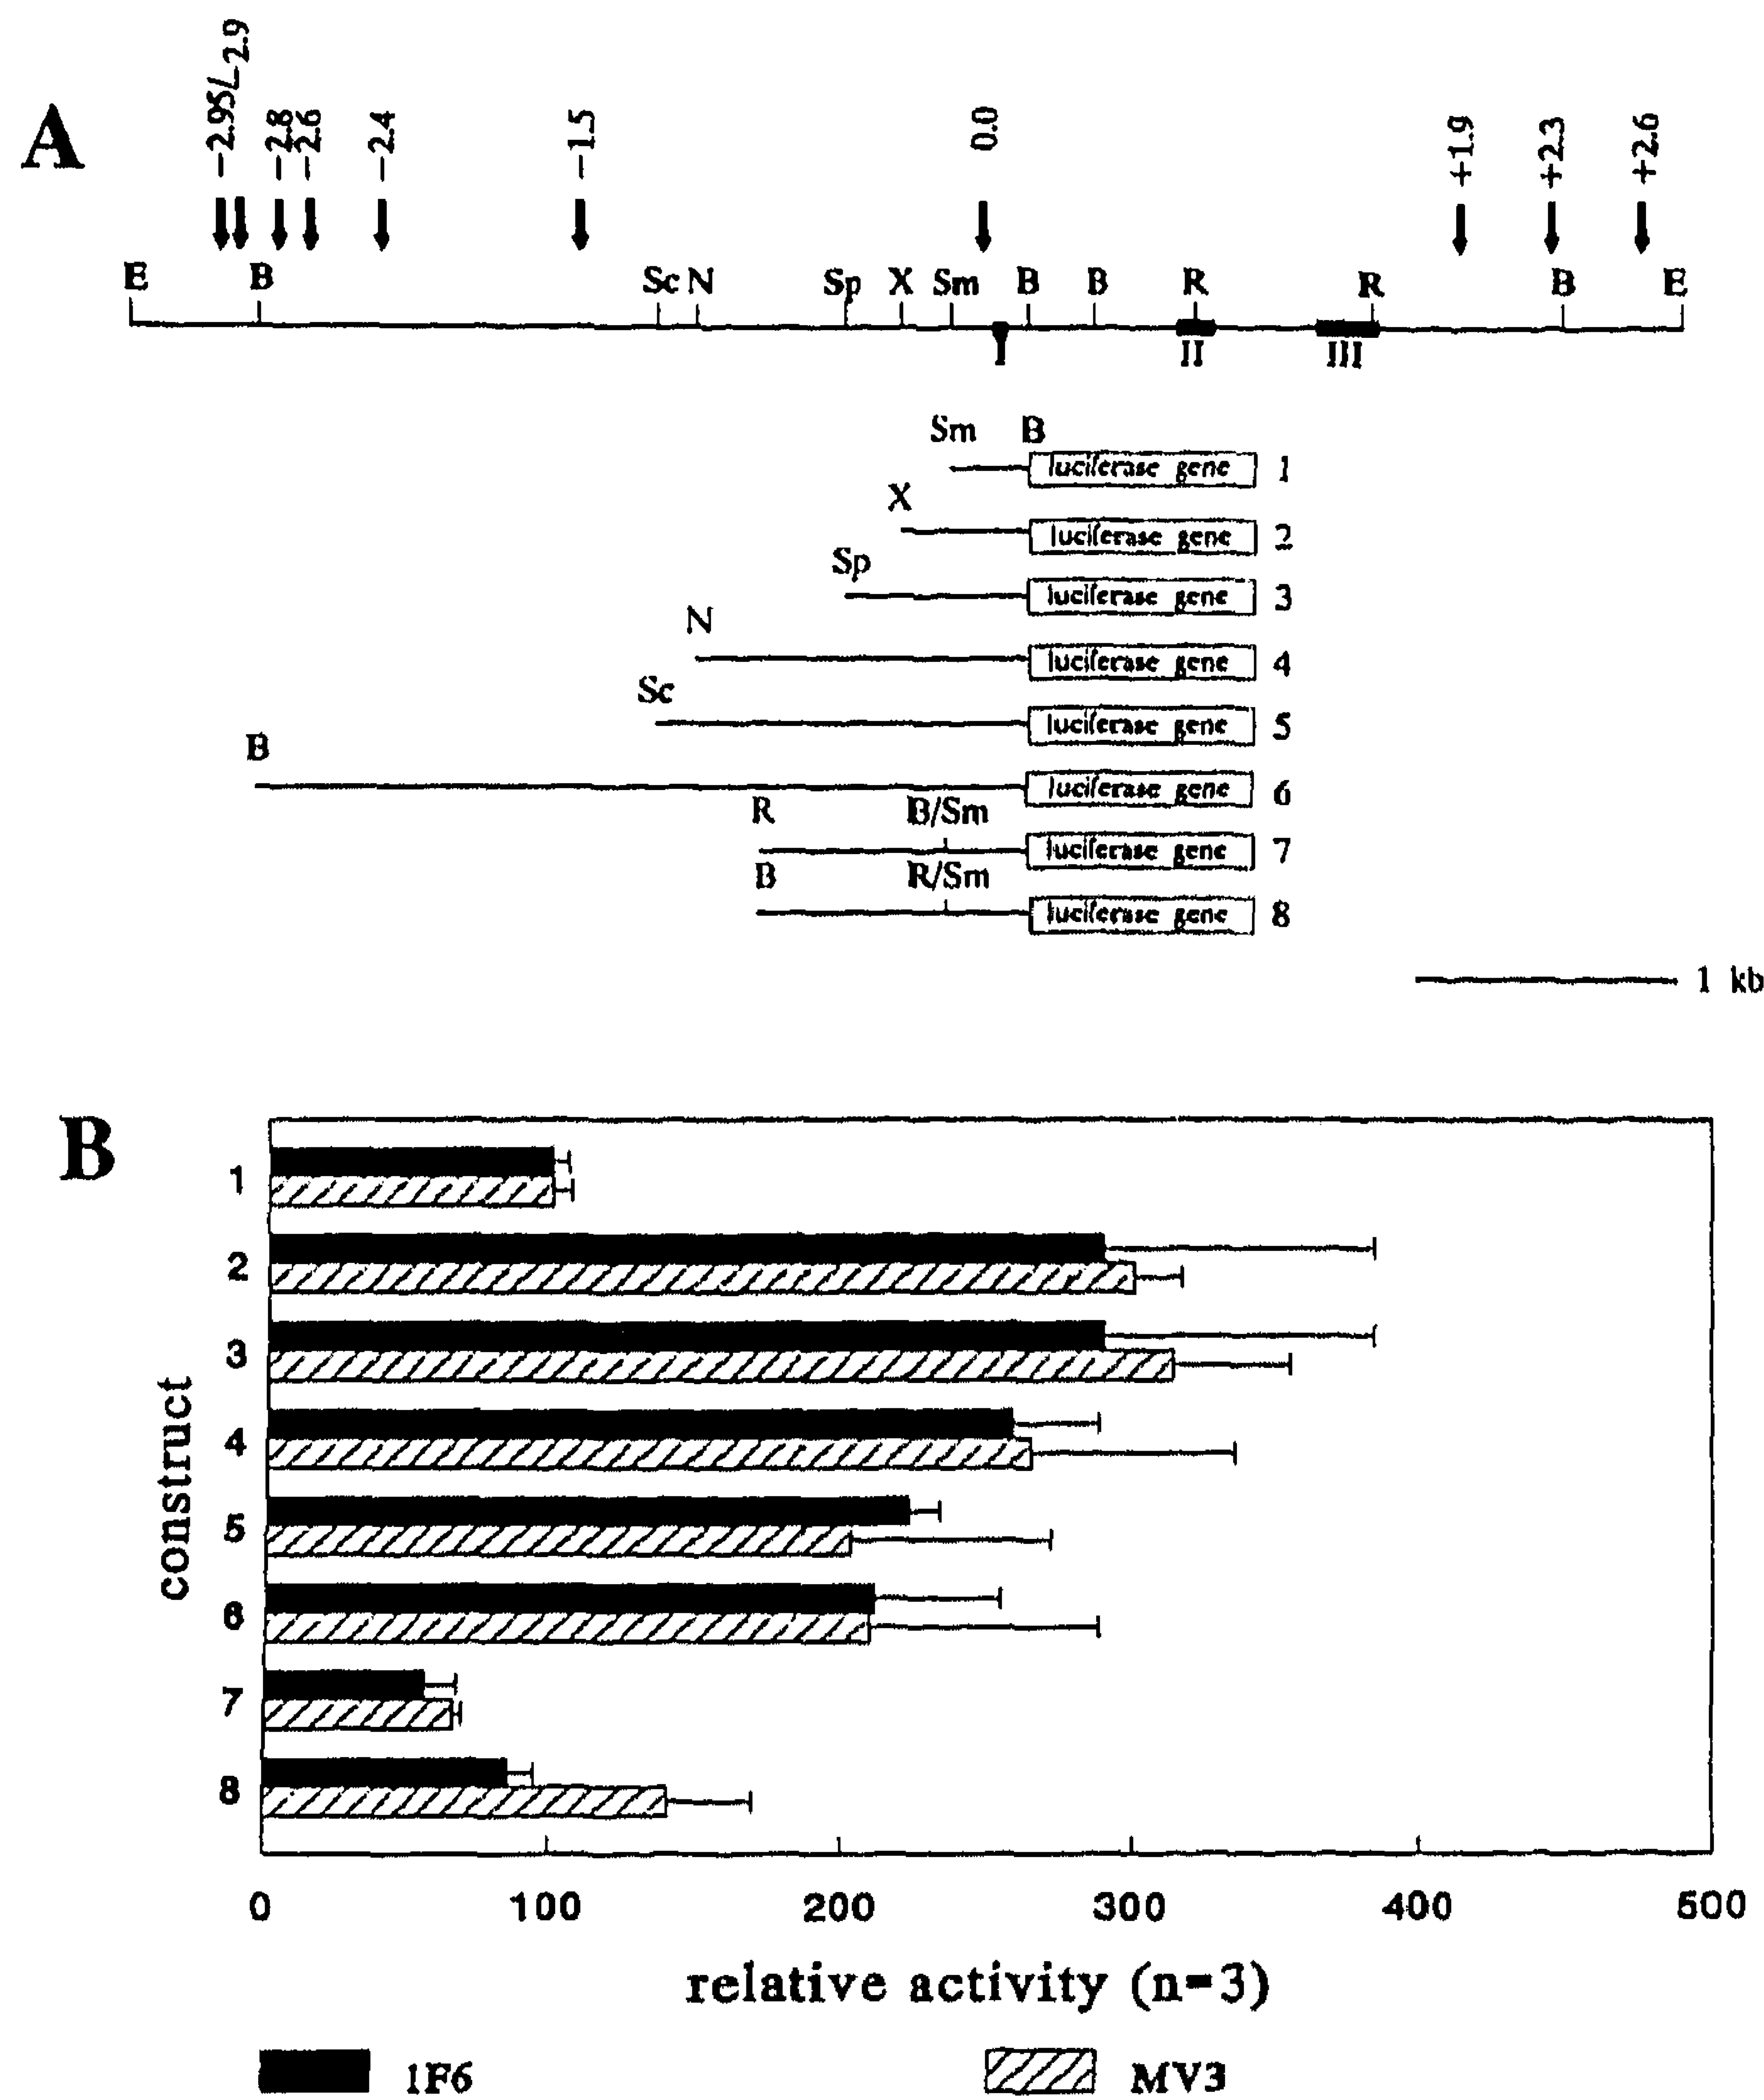 A
−2.95/−2.9 −2.8 −2.6 −2.4 −1.5 0.0 +1.9 +2.3 +2.6
E B Sc N Sp X Sm B B R R B E
I II III
Sm B
luciferase gene 1
X
luciferase gene 2
Sp
luciferase gene 3
N
luciferase gene 4
Sc
luciferase gene 5
B
luciferase gene 6
R B/Sm
luciferase gene 7
B R/Sm
luciferase gene 8
1 kb
B
construct
1
2
3
4
5
6
7
8
0 100 200 300 400 500
relative activity (n=3)
1F6 MV3